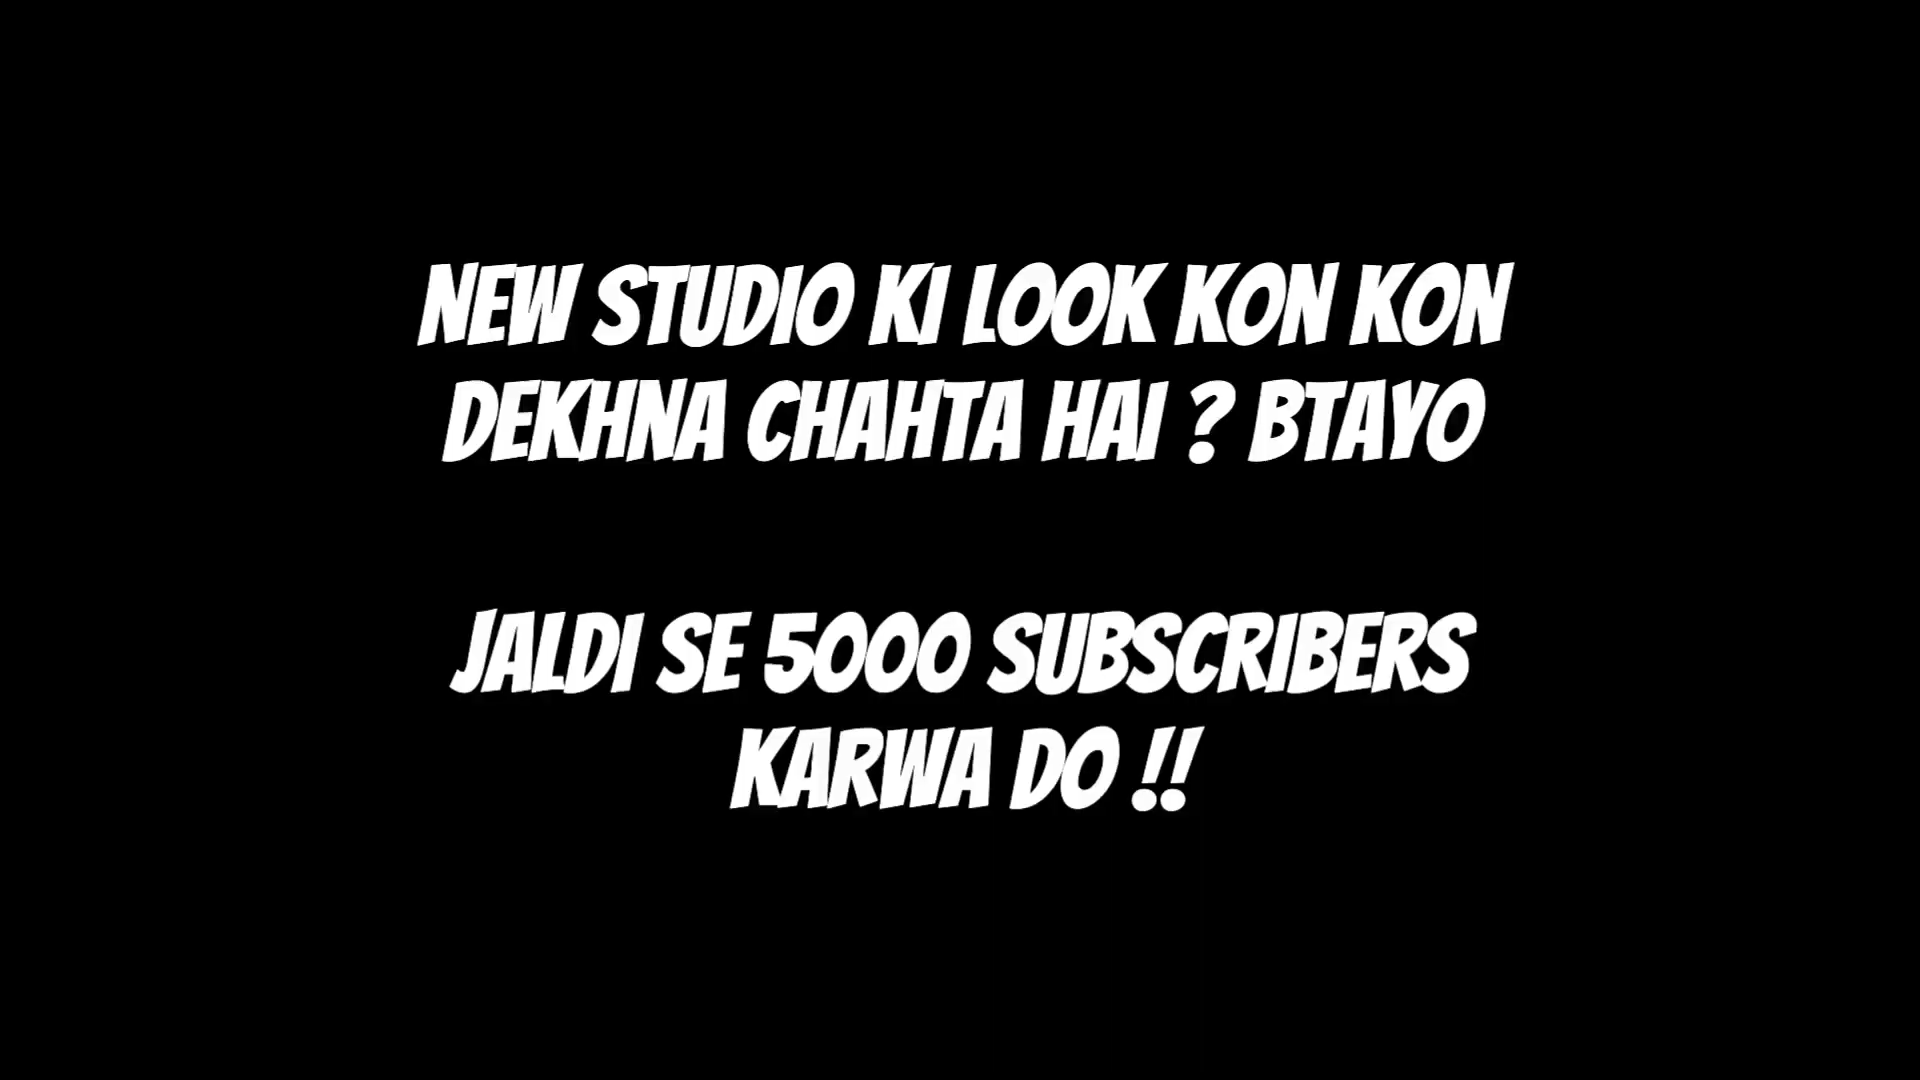 NEW STUDIO KI LOOK KON KON
DEKHNA CHAHTA HAI ? BTAYO
JALDI SE 5000 SUBSCRIBERS
KARWA DO !!